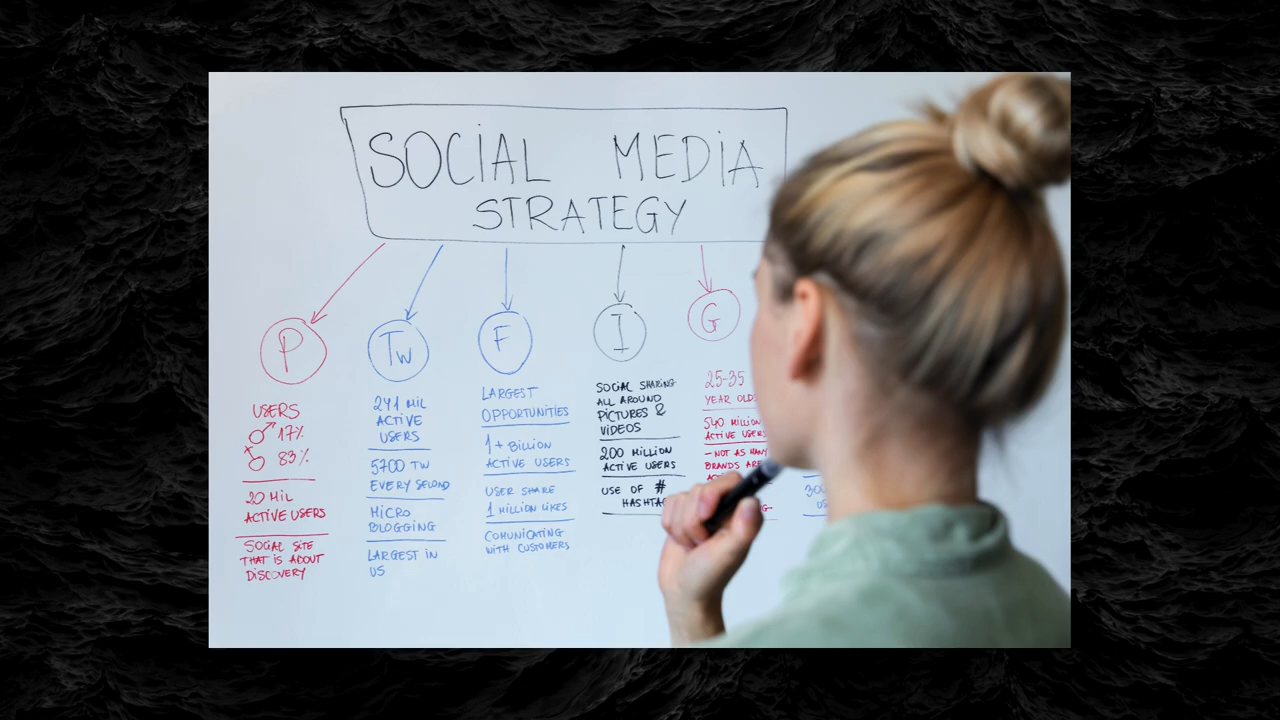 SOCIAL MEDIA
STRATEGY
P
USERS
♂ 17%
♀ 83%
20 MIL
ACTIVE USERS
SOCIAL SITE
THAT IS ABOUT
DISCOVERY
TW
241 MIL
ACTIVE
USERS
5700 TW
EVERY SECOND
MICRO
BLOGGING
LARGEST IN
US
F
LARGEST
OPPORTUNITIES
1+ BILLION
ACTIVE USERS
USER SHARE
1 MILLION LIKES
COMUNICATING
WITH CUSTOMERS
I
SOCIAL SHARING
ALL AROUND
PICTURES &
VIDEOS
200 MILLION
ACTIVE USERS
USE OF #
HASHTAG
G
25-35
YEAR OLDS
540 MILLION
ACTIVE USERS
- NOT AS MANY
BRANDS ARE
300